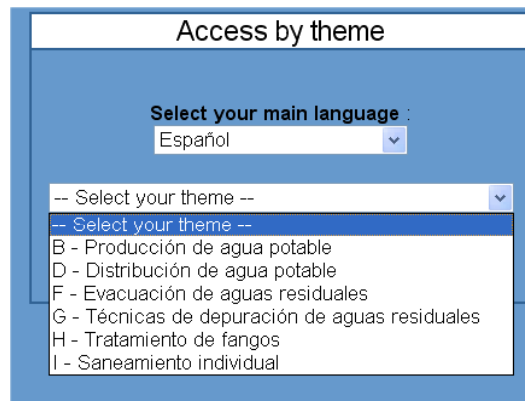 Access by theme
Select your main language :
Español
-- Select your theme --
-- Select your theme --
B - Producción de agua potable
D - Distribución de agua potable
F - Evacuación de aguas residuales
G - Técnicas de depuración de aguas residuales
H - Tratamiento de fangos
I - Saneamiento individual